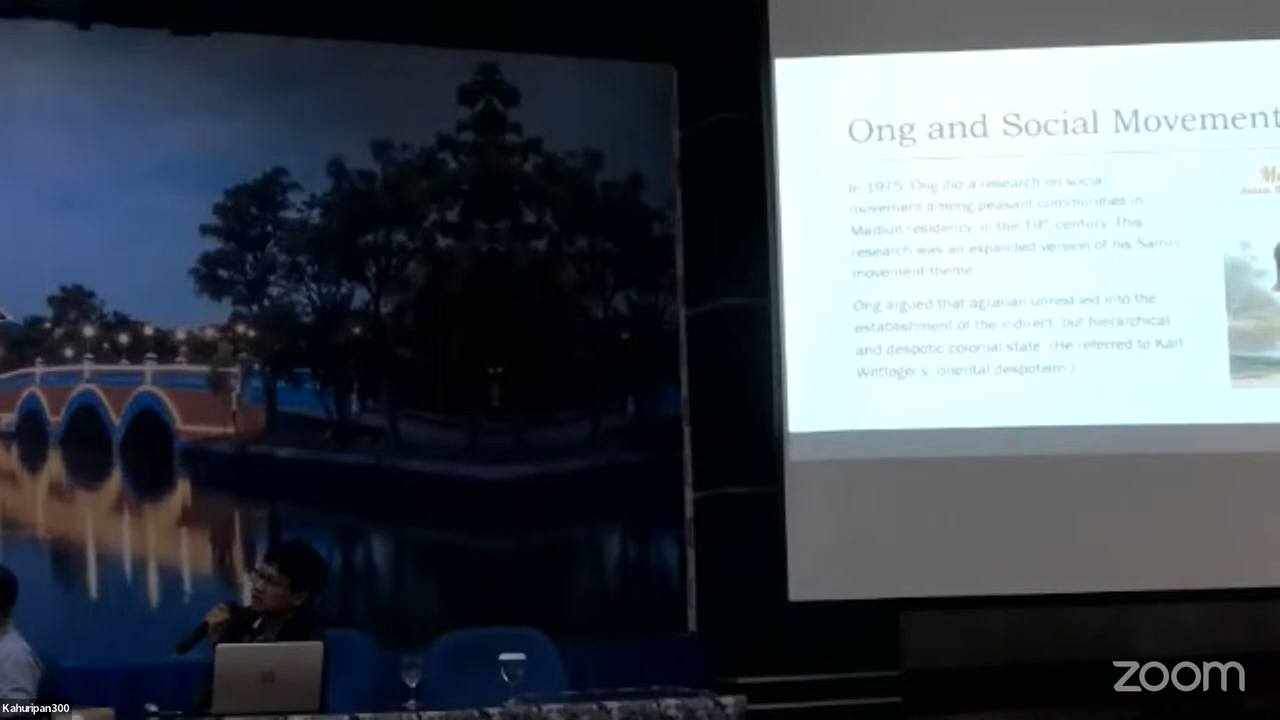 Ong and Social Movement
In 1975, Ong did a research on social
movement among peasant communities in
Madiun residency in the 19th century. This
research was an expanded version of his Samin
movement theme
Ong argued that agrarian unrest led into the
establishment of the indirect, but hierarchical
and despotic colonial state. (He referred to Karl
Wittfogel's oriental despotism.)
zoom
Kahuripan300